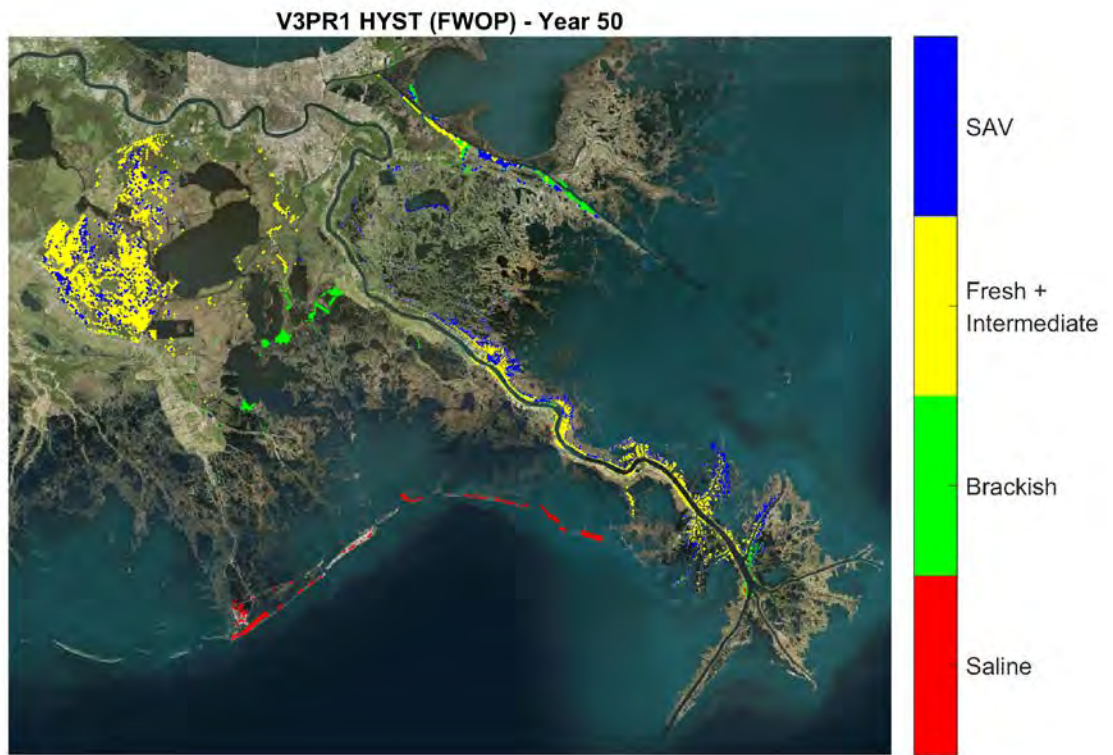 V3PR1 HYST (FWOP) - Year 50
SAV
Fresh +
Intermediate
Brackish
Saline